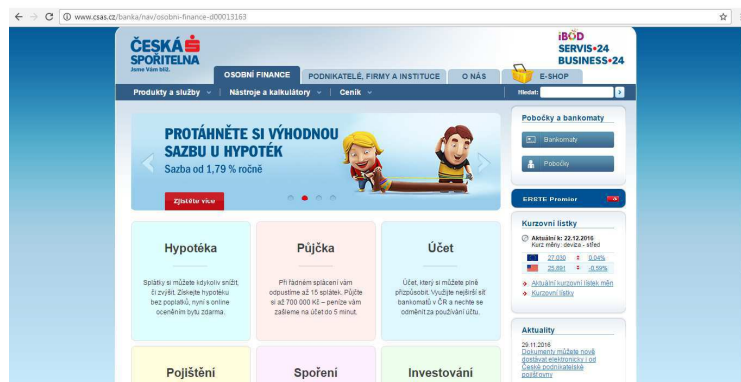 www.csas.cz/banka/nav/osobni-finance-d00013163
ČESKÁ
SPOŘITELNA
Jsme Vám blíž.
iBOD
SERVIS•24
BUSINESS•24
OSOBNÍ FINANCE
PODNIKATELÉ, FIRMY A INSTITUCE
O NÁS
E-SHOP
Produkty a služby
Nástroje a kalkulátory
Ceník
Hledat:
PROTÁHNĚTE SI VÝHODNOU
SAZBU U HYPOTÉK
Sazba od 1,79 % ročně
Zjistěte více
Pobočky a bankomaty
Bankomaty
Pobočky
ERSTE Premier
Kurzovní lístky
Aktuální k: 22.12.2016
Kurz měny: deviza - střed
27,030 0.04%
25,891 -0.59%
Aktuální kurzovní lístek měn
Kurzovní lístky
Aktuality
29.11.2016
Dokumenty můžete nově
dostávat elektronicky i od
České podnikatelské
pojišťovny
Hypotéka
Splátky si můžete kdykoliv snížit,
či zvýšit. Získejte hypotéku
bez poplatků, nyní s online
oceněním bytu zdarma.
Půjčka
Při řádném splácení vám
odpustíme až 15 splátek. Půjčte
si až 700 000 Kč – peníze vám
zašleme na účet do 5 minut.
Účet
Účet, který si můžete plně
přizpůsobit. Využijte nejširší síť
bankomatů v ČR a nechte se
odměnit za používání účtu.
Pojištění
Spoření
Investování